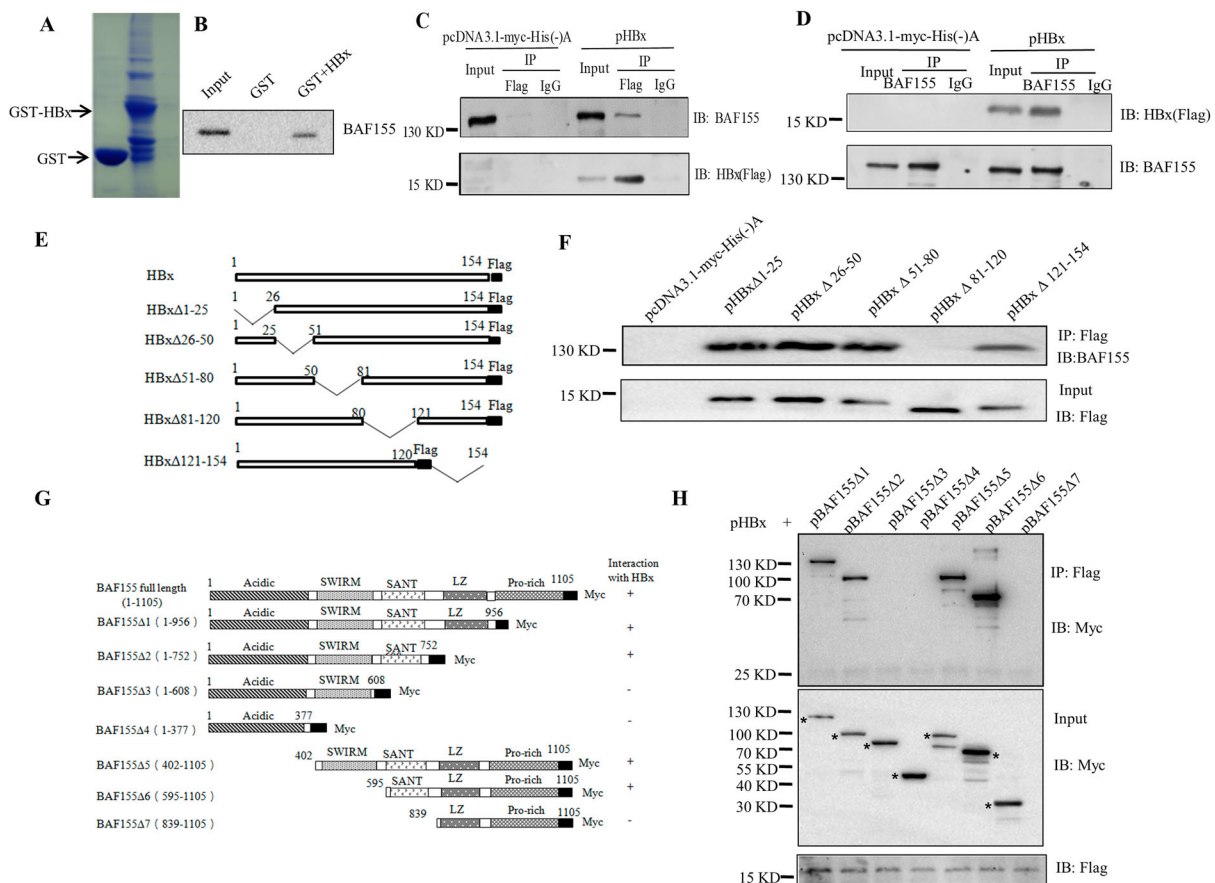 A
GST-HBx
GST
B
Input
GST
GST+HBx
BAF155
C
pcDNA3.1-myc-His(-)A
pHBx
IP
IP
Input
Flag
IgG
Input
Flag
IgG
130 KD
IB: BAF155
15 KD
IB: HBx(Flag)
D
pcDNA3.1-myc-His(-)A
pHBx
IP
IP
Input
BAF155
IgG
Input
BAF155
IgG
15 KD
IB: HBx(Flag)
130 KD
IB: BAF155
E
1
154
Flag
HBx
1
26
154
Flag
HBxΔ1-25
1
25
51
154
Flag
HBxΔ26-50
1
50
81
154
Flag
HBxΔ51-80
1
80
121
154
Flag
HBxΔ81-120
1
120
Flag
154
HBxΔ121-154
F
pcDNA3.1-myc-His(-)A
pHBxΔ1-25
pHBx Δ 26-50
pHBx Δ 51-80
pHBx Δ 81-120
pHBx Δ 121-154
130 KD
IP: Flag
IB:BAF155
15 KD
Input
IB: Flag
G
Interaction
with HBx
BAF155 full length
(1-1105)
1
Acidic
SWIRM
SANT
LZ
Pro-rich
1105
Myc
+
BAF155Δ1 (1-956)
1
Acidic
SWIRM
SANT
LZ
956
Myc
+
BAF155Δ2 (1-752)
1
Acidic
SWIRM
SANT
752
Myc
+
BAF155Δ3 (1-608)
1
Acidic
SWIRM
608
Myc
-
BAF155Δ4 (1-377)
1
Acidic
377
Myc
-
BAF155Δ5 (402-1105)
402
SWIRM
SANT
LZ
Pro-rich
1105
Myc
+
BAF155Δ6 (595-1105)
595
SANT
LZ
Pro-rich
1105
Myc
+
BAF155Δ7 (839-1105)
839
LZ
Pro-rich
1105
Myc
-
H
pHBx +
pBAF155Δ1
pBAF155Δ2
pBAF155Δ3
pBAF155Δ4
pBAF155Δ5
pBAF155Δ6
pBAF155Δ7
130 KD
100 KD
70 KD
25 KD
IP: Flag
IB: Myc
130 KD
100 KD
70 KD
55 KD
40 KD
30 KD
*
*
*
*
*
*
*
Input
IB: Myc
15 KD
IB: Flag